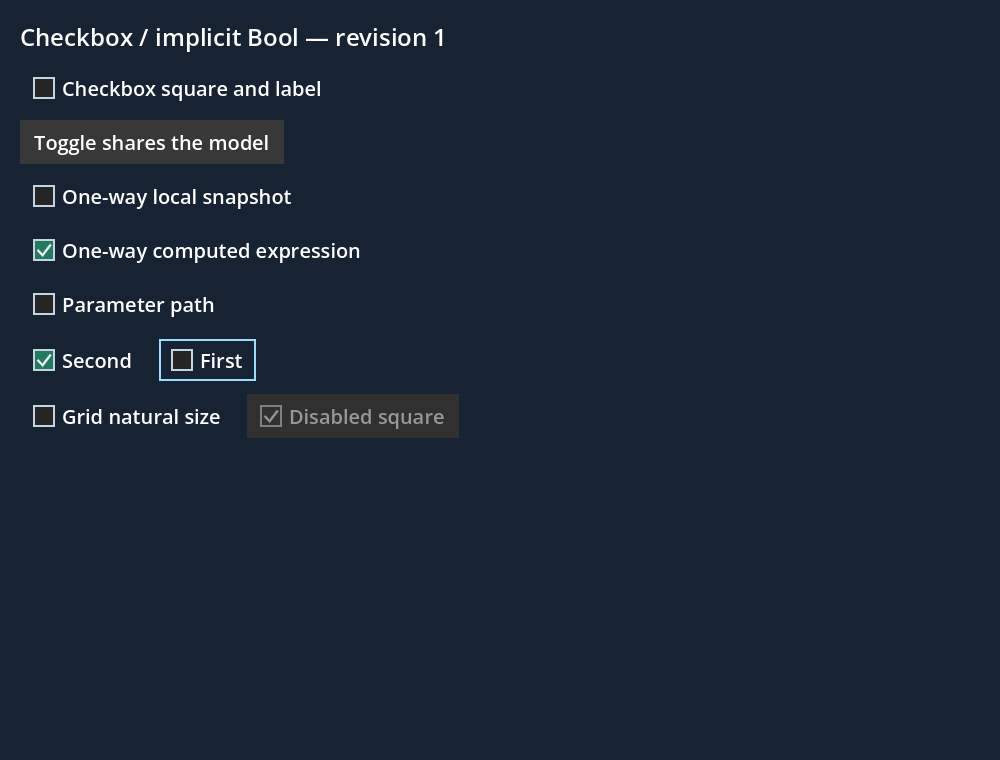 Checkbox / implicit Bool — revision 1
Checkbox square and label
Toggle shares the model
One-way local snapshot
One-way computed expression
Parameter path
Second First
Grid natural size Disabled square